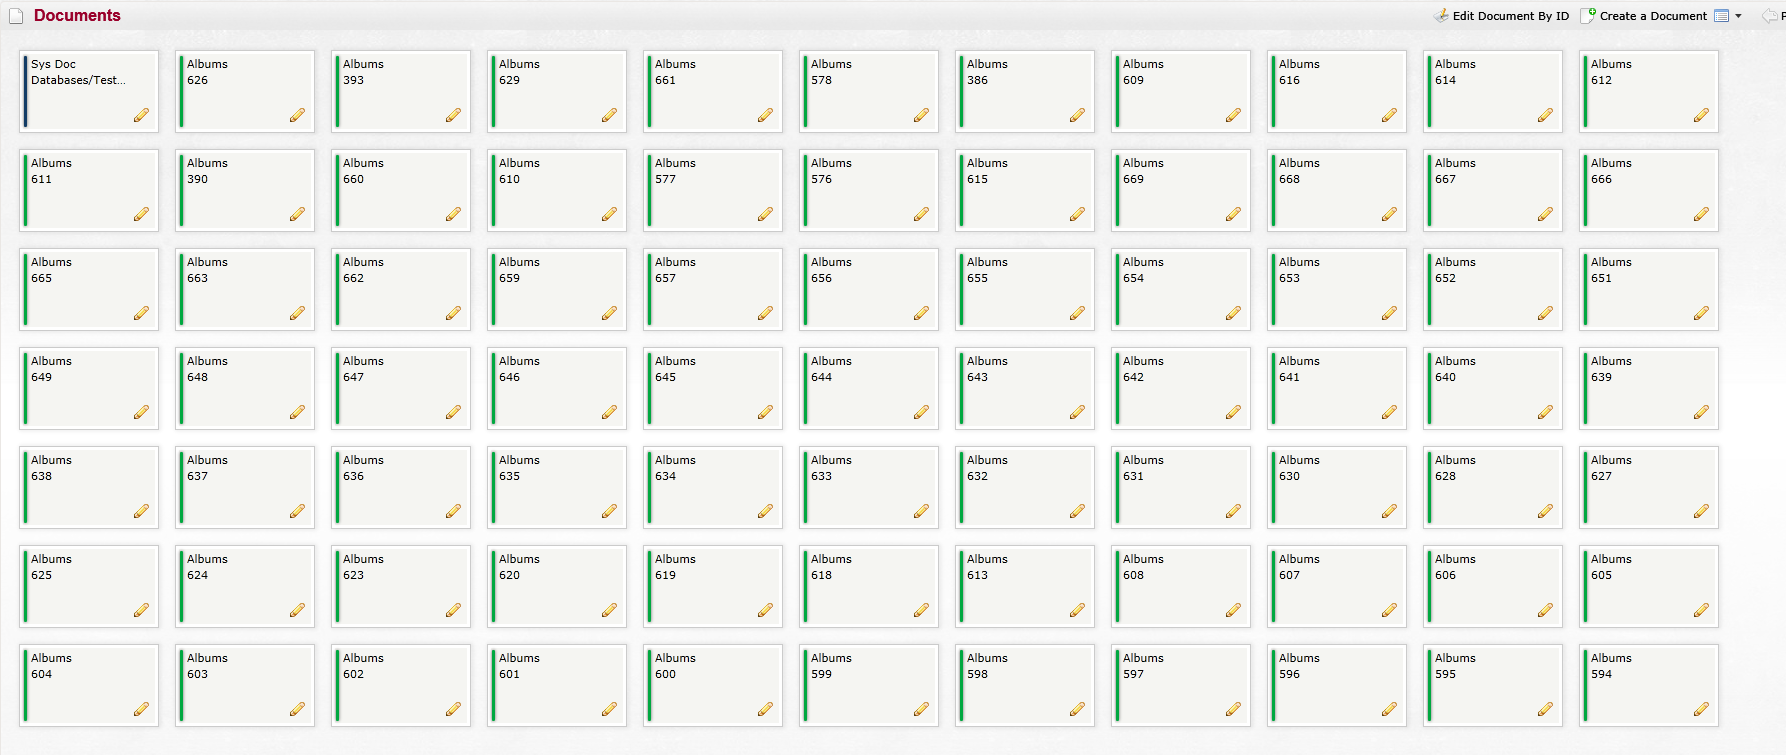 Documents
Edit Document By ID
Create a Document
P
Sys Doc
Databases/Test...
Albums
626
Albums
393
Albums
629
Albums
661
Albums
578
Albums
386
Albums
609
Albums
616
Albums
614
Albums
612
Albums
611
Albums
390
Albums
660
Albums
610
Albums
577
Albums
576
Albums
615
Albums
669
Albums
668
Albums
667
Albums
666
Albums
665
Albums
663
Albums
662
Albums
659
Albums
657
Albums
656
Albums
655
Albums
654
Albums
653
Albums
652
Albums
651
Albums
649
Albums
648
Albums
647
Albums
646
Albums
645
Albums
644
Albums
643
Albums
642
Albums
641
Albums
640
Albums
639
Albums
638
Albums
637
Albums
636
Albums
635
Albums
634
Albums
633
Albums
632
Albums
631
Albums
630
Albums
628
Albums
627
Albums
625
Albums
624
Albums
623
Albums
620
Albums
619
Albums
618
Albums
613
Albums
608
Albums
607
Albums
606
Albums
605
Albums
604
Albums
603
Albums
602
Albums
601
Albums
600
Albums
599
Albums
598
Albums
597
Albums
596
Albums
595
Albums
594